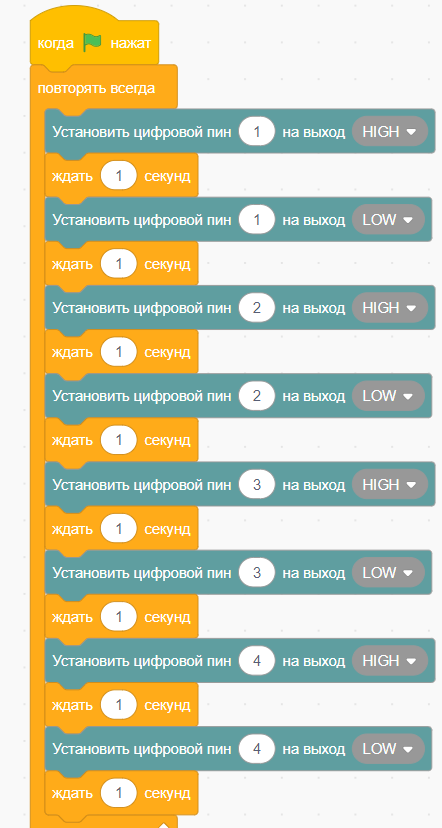 когда нажат
повторять всегда
Установить цифровой пин 1 на выход HIGH
ждать 1 секунд
Установить цифровой пин 1 на выход LOW
ждать 1 секунд
Установить цифровой пин 2 на выход HIGH
ждать 1 секунд
Установить цифровой пин 2 на выход LOW
ждать 1 секунд
Установить цифровой пин 3 на выход HIGH
ждать 1 секунд
Установить цифровой пин 3 на выход LOW
ждать 1 секунд
Установить цифровой пин 4 на выход HIGH
ждать 1 секунд
Установить цифровой пин 4 на выход LOW
ждать 1 секунд